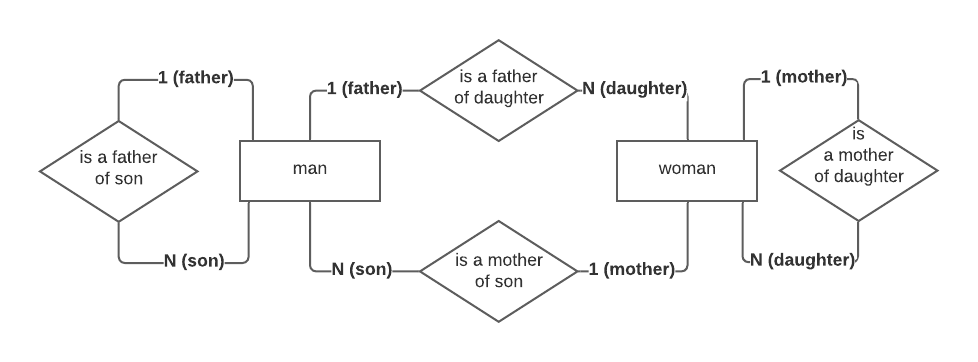 1 (father)
is a father
of son
N (son)
man
1 (father)
is a father
of daughter
N (daughter)
N (son)
is a mother
of son
1 (mother)
woman
1 (mother)
is
a mother
of daughter
N (daughter)